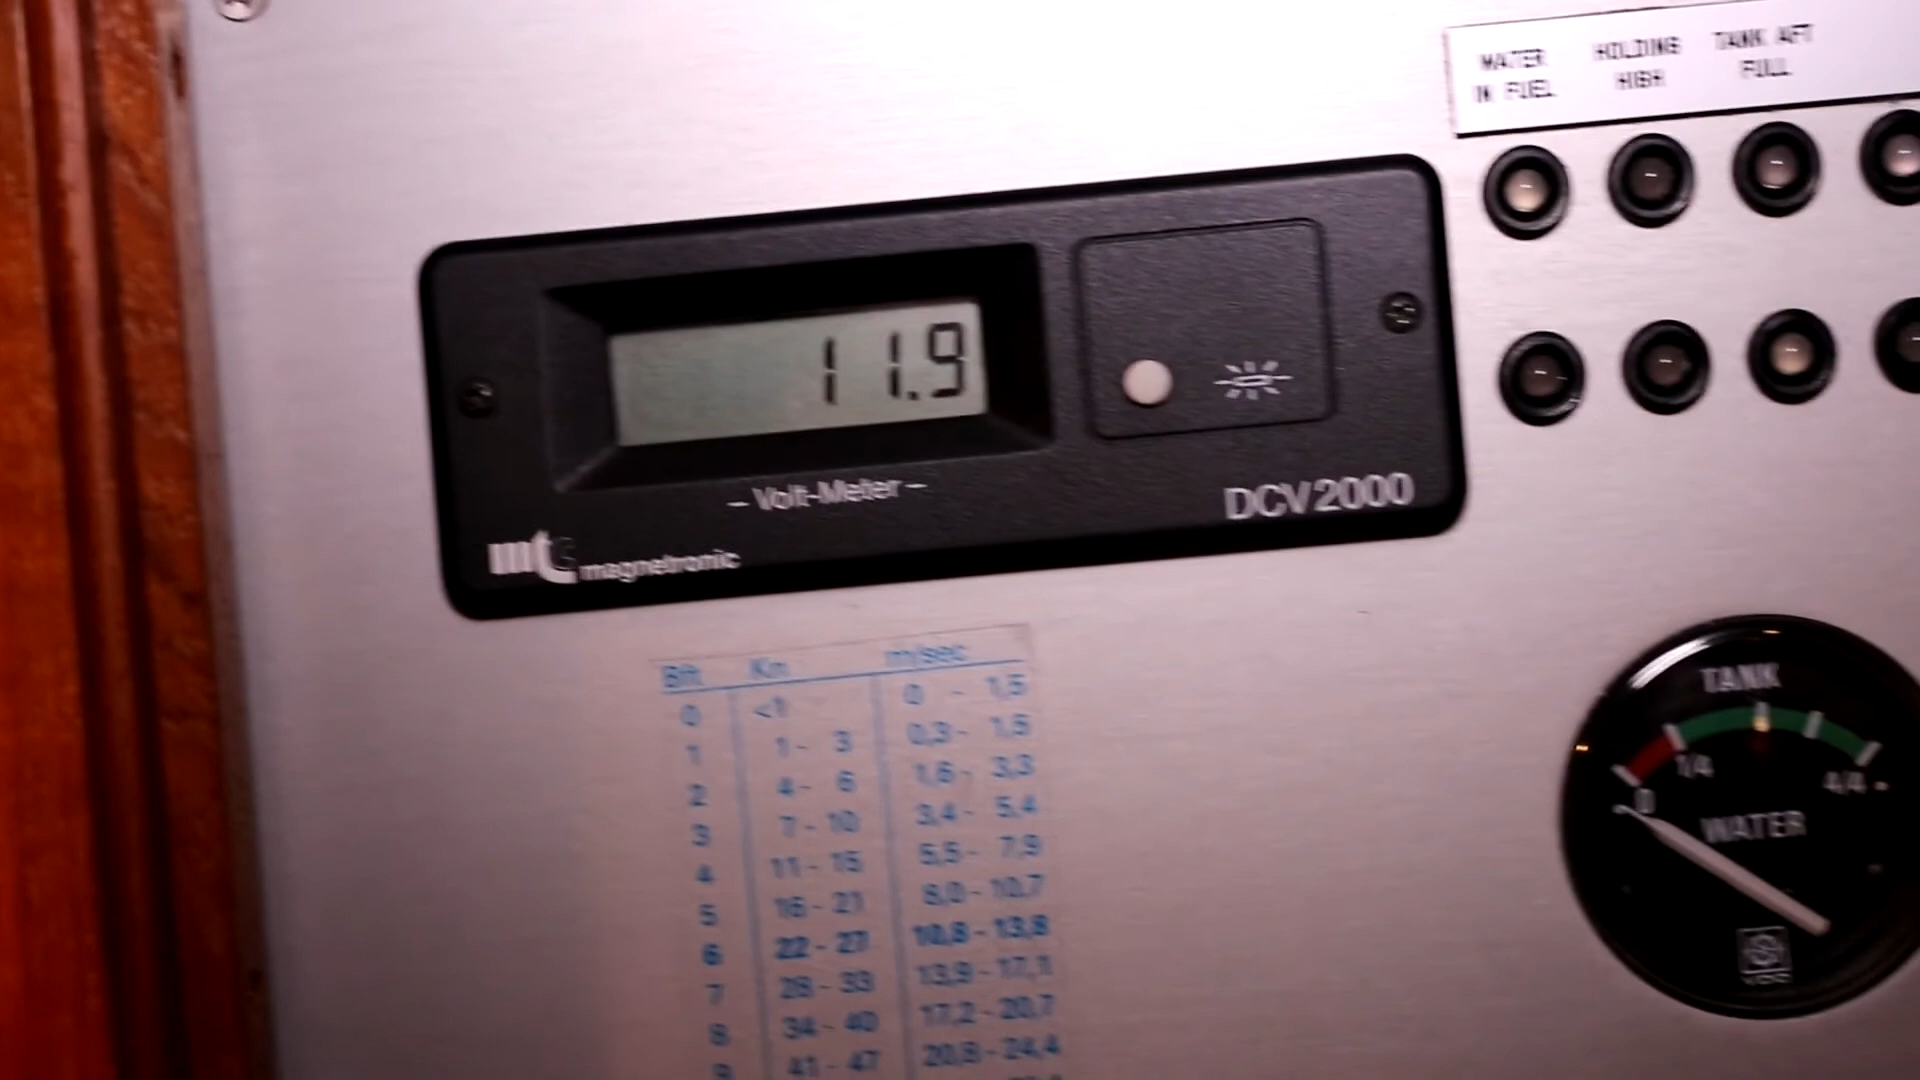 WATER HOLDING TANK AFT
IN FUEL HIGH FULL
11.9
- Volt-Meter -
DCV2000
mtc magnetronic
Bft Kn m/sec
0 <1 0 - 1,5
1 1 - 3 0,3 - 1,5
2 4 - 6 1,6 - 3,3
3 7 - 10 3,4 - 5,4
4 11 - 15 5,5 - 7,9
5 16 - 21 8,0 - 10,7
6 22 - 27 10,8 - 13,8
7 28 - 33 13,9 - 17,1
8 34 - 40 17,2 - 20,7
9 41 - 47 20,8 - 24,4
TANK
0 1/4 4/4
WATER
VDO